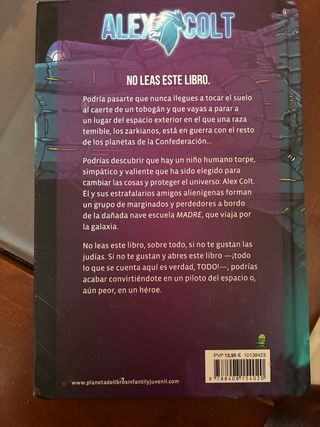 ALEX COLT
NO LEAS ESTE LIBRO.
Podría pasarte que nunca llegues a tocar el suelo
al caerte de un tobogán y que vayas a parar a
un lugar del espacio exterior en el que una raza
temible, los zarkianos, está en guerra con el resto
de los planetas de la Confederación...
Podrías descubrir que hay un niño humano torpe,
simpático y valiente que ha sido elegido para
cambiar las cosas y proteger el universo: Alex Colt.
Él y sus estrafalarios amigos alienígenas forman
un grupo de marginados y perdedores a bordo
de la dañada nave escuela MADRE, que viaja por
la galaxia.
No leas este libro, sobre todo, si no te gustan las
judías. Si no te gustan y abres este libro —¡todo
lo que se cuenta aquí es verdad, TODO!—, podrías
acabar convirtiéndote en un piloto del espacio o,
aún peor, en un héroe.
PVP 13,95 € 10138423
9 788408 154020
www.planetadelibrosinfantilyjuvenil.com